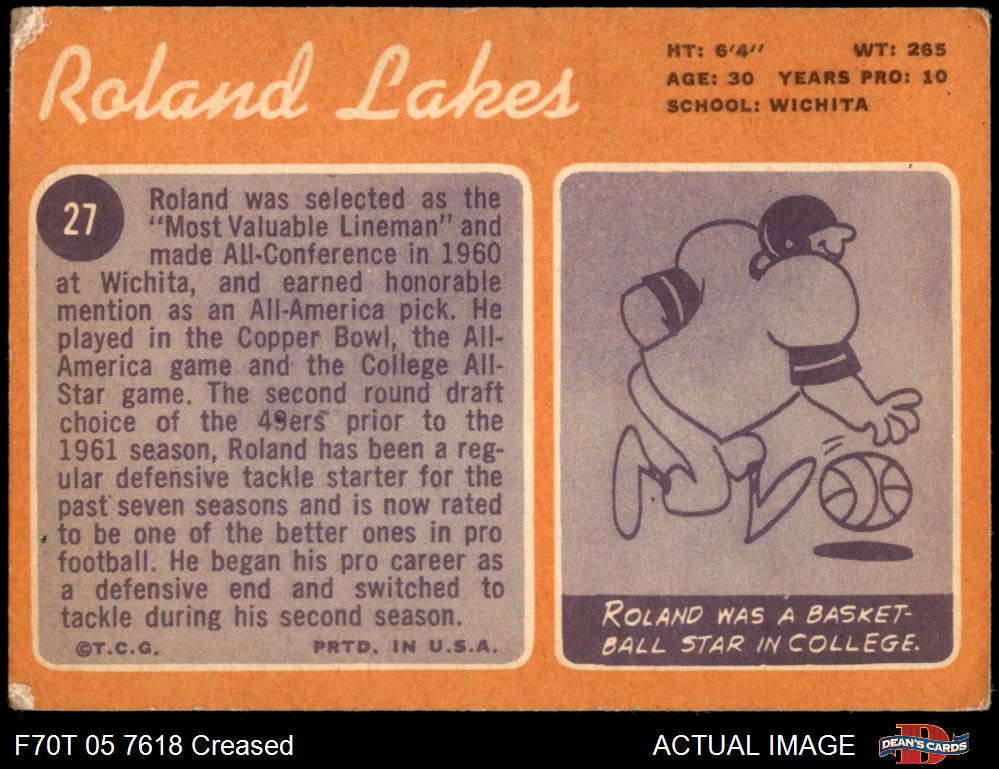 Roland Lakes
HT: 6'4" WT: 265
AGE: 30 YEARS PRO: 10
SCHOOL: WICHITA
27
Roland was selected as the
"Most Valuable Lineman" and
made All-Conference in 1960
at Wichita, and earned honorable
mention as an All-America pick. He
played in the Copper Bowl, the All-
America game and the College All-
Star game. The second round draft
choice of the 49ers prior to the
1961 season, Roland has been a reg-
ular defensive tackle starter for the
past seven seasons and is now rated
to be one of the better ones in pro
football. He began his pro career as
a defensive end and switched to
tackle during his second season.
©T.C.G. PRTD. IN U.S.A.
ROLAND WAS A BASKET-
BALL STAR IN COLLEGE.
F70T 05 7618 Creased
ACTUAL IMAGE
DEAN'S CARDS